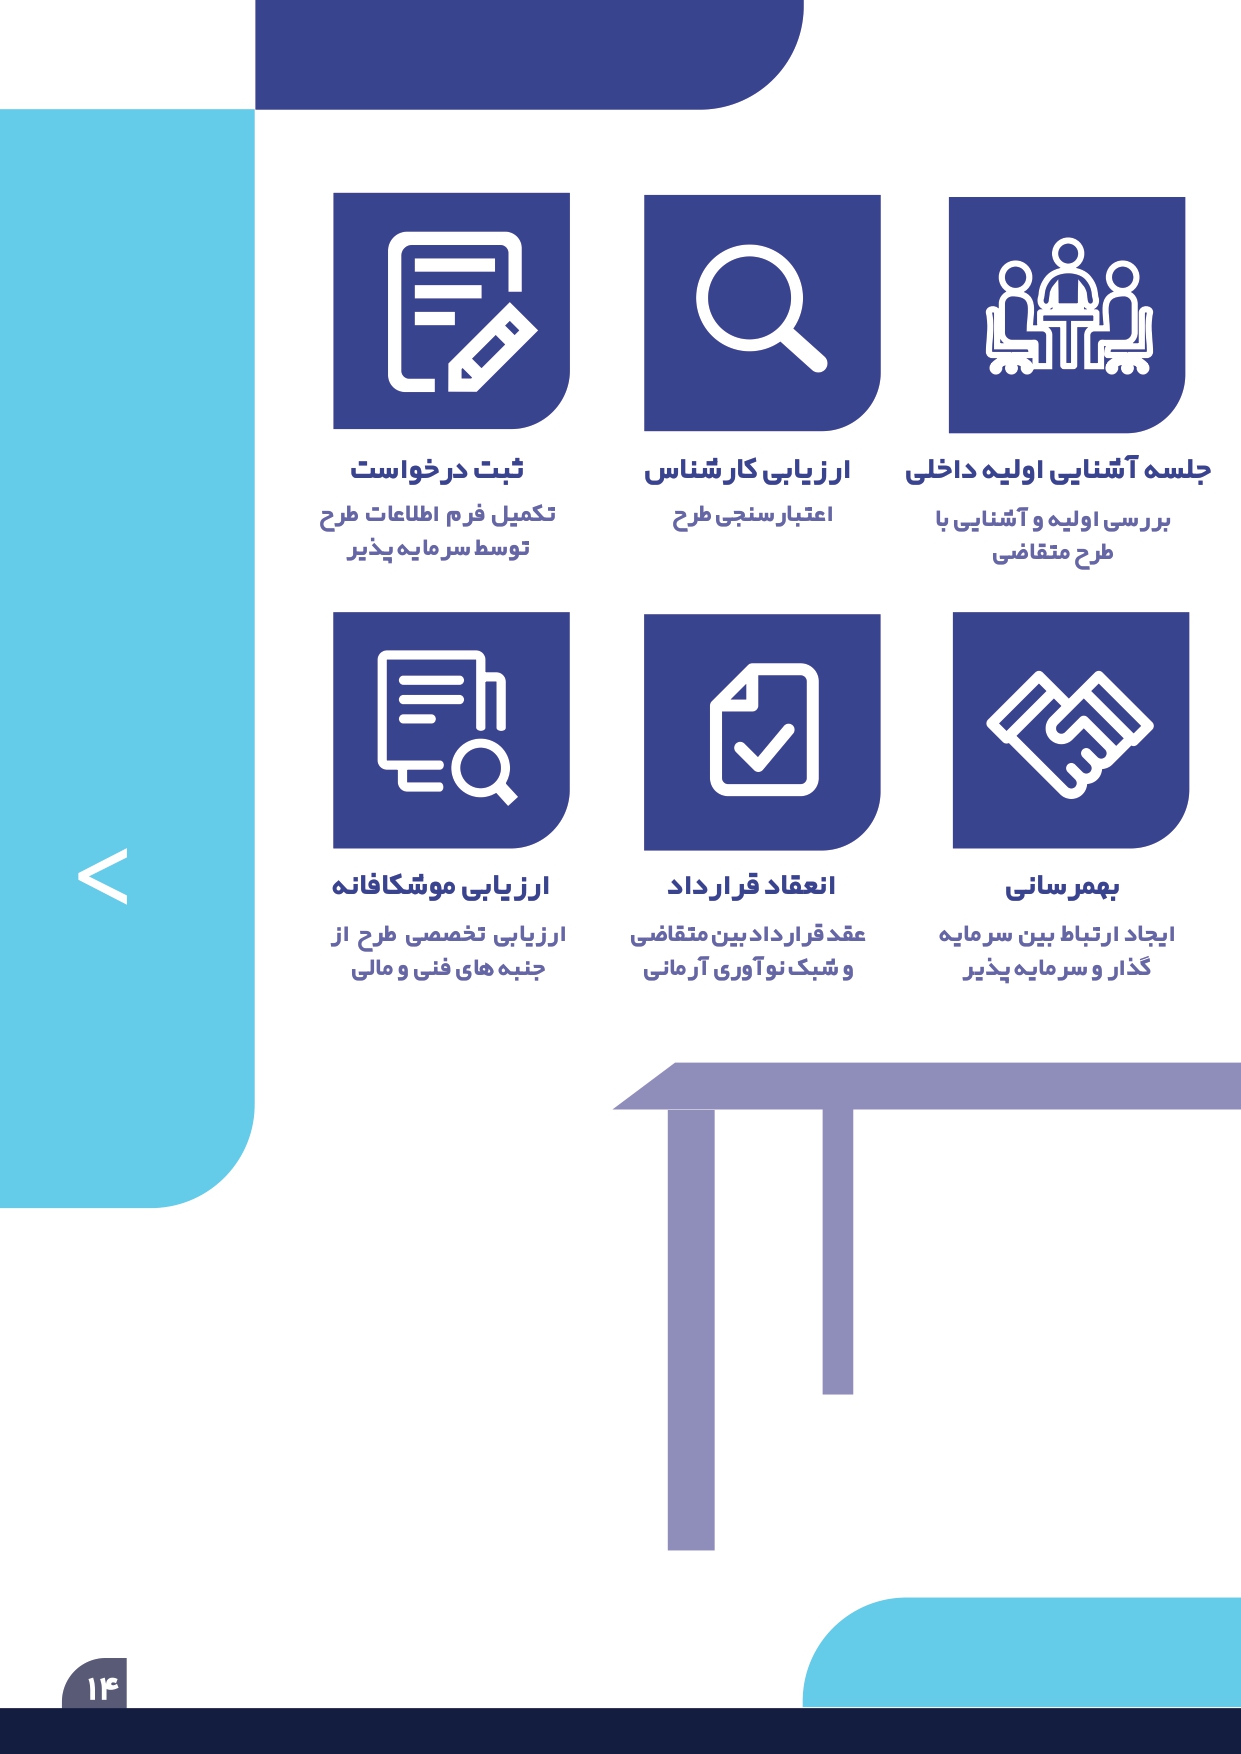 جلسه آشنایی اولیه داخلی
بررسی اولیه و آشنایی با
طرح متقاضی
ارزیابی کارشناس
اعتبارسنجی طرح
ثبت درخواست
تکمیل فرم اطلاعات طرح
توسط سرمایه پذیر
بهمرسانی
ایجاد ارتباط بین سرمایه
گذار و سرمایه پذیر
انعقاد قرارداد
عقد قرارداد بین متقاضی
و شبک نوآوری آرمانی
ارزیابی موشکافانه
ارزیابی تخصصی طرح از
جنبه های فنی و مالی
<
۱۴